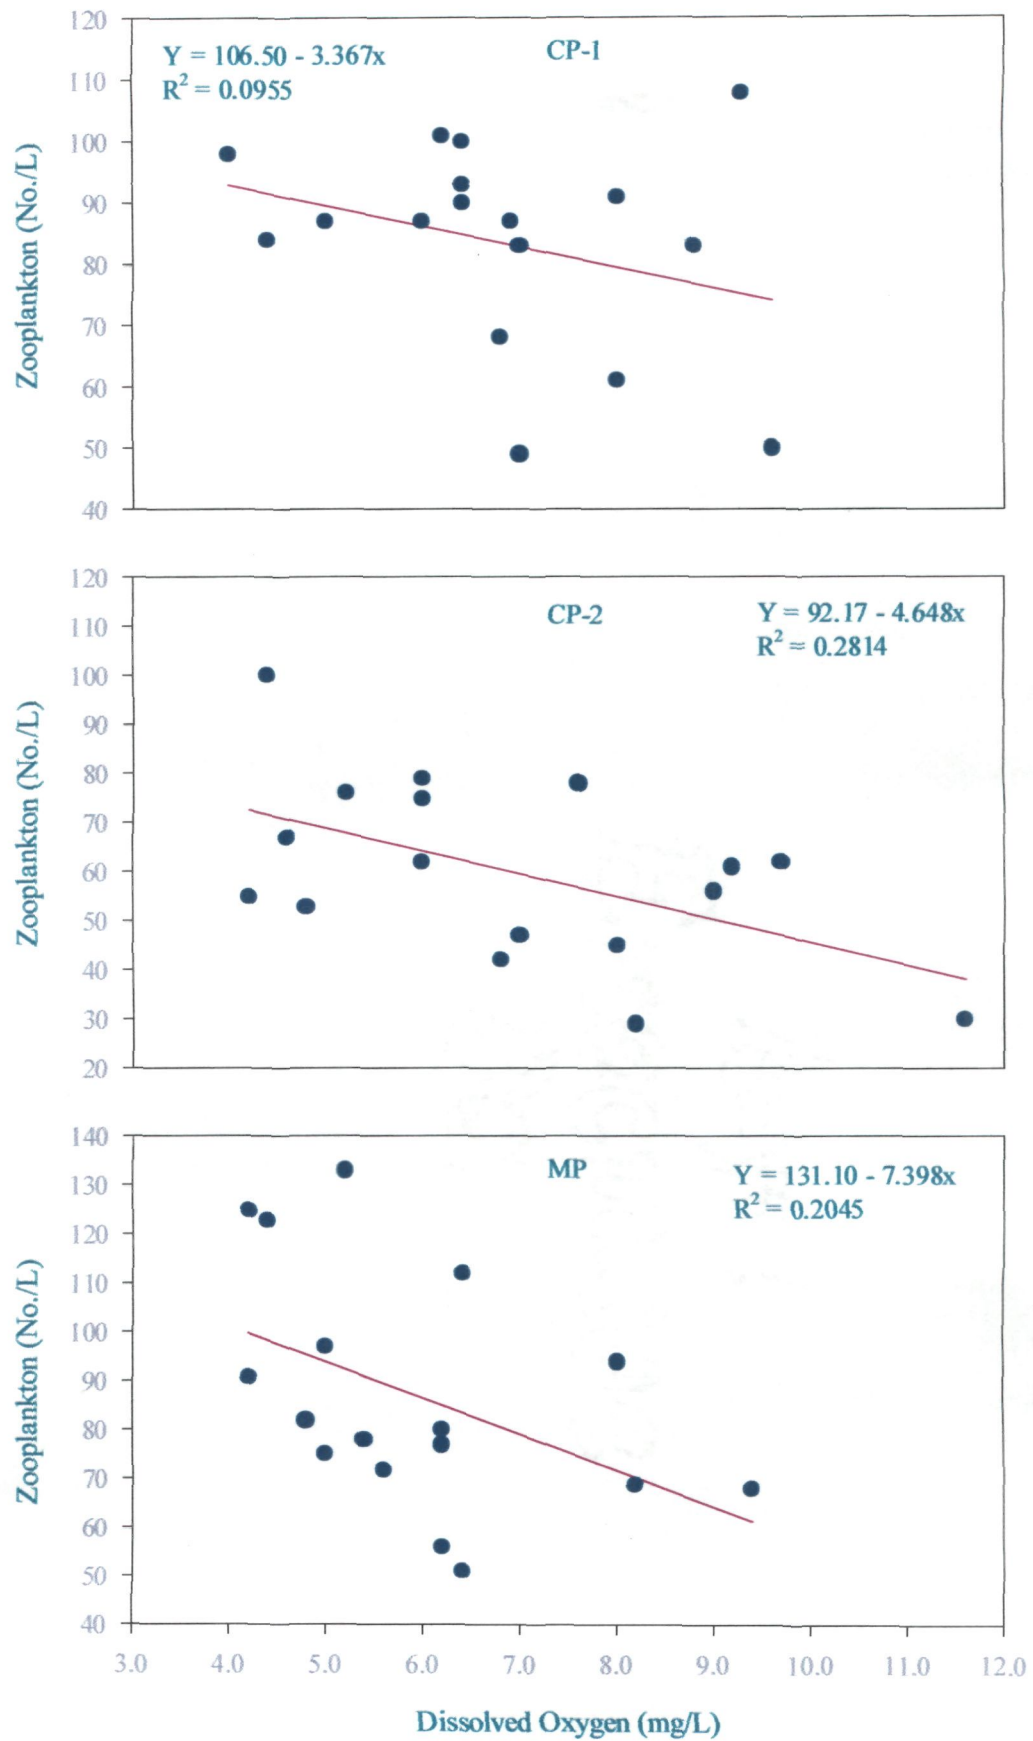 120
Y = 106.50 - 3.367x
CP-1
R² = 0.0955
110
100
90
80
70
60
50
40
Zooplankton (No./L)
120
Y = 92.17 - 4.648x
CP-2
R² = 0.2814
110
100
90
80
70
60
50
40
30
20
Zooplankton (No./L)
140
MP
Y = 131.10 - 7.398x
R² = 0.2045
130
120
110
100
90
80
70
60
50
40
Zooplankton (No./L)
3.0 4.0 5.0 6.0 7.0 8.0 9.0 10.0 11.0 12.0
Dissolved Oxygen (mg/L)